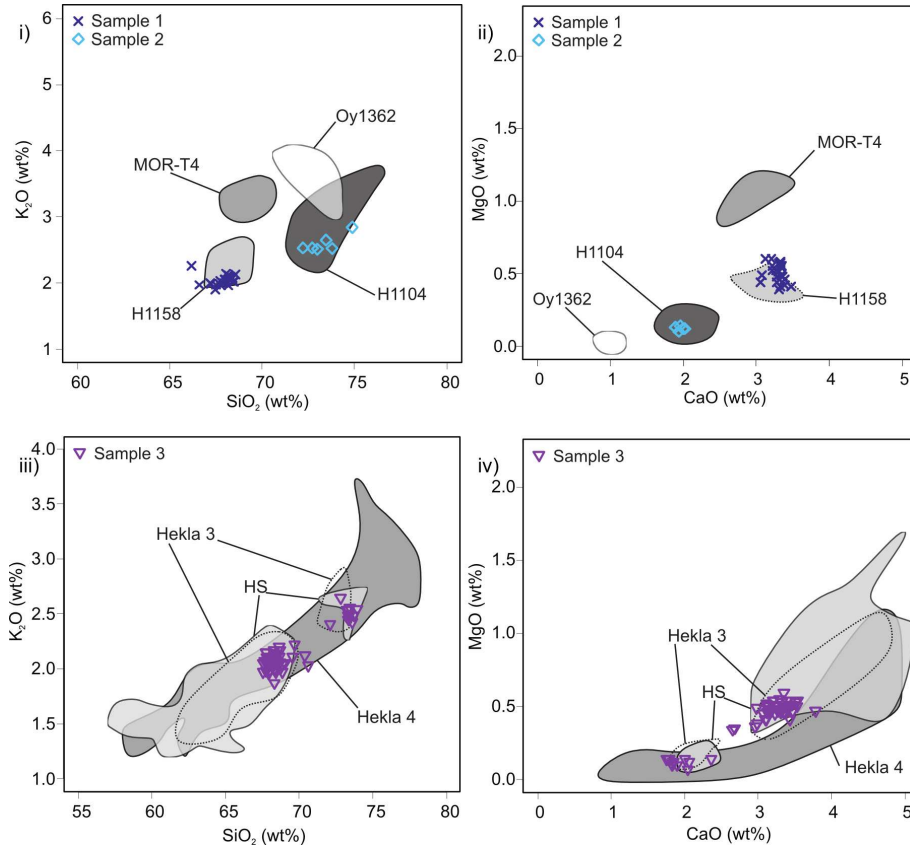 i)
Sample 1
Sample 2
6
5
4
3
2
1
K₂O (wt%)
Oy1362
MOR-T4
H1158
H1104
60
65
70
75
80
SiO₂ (wt%)
ii)
Sample 1
Sample 2
2.0
1.5
1.0
0.5
0.0
MgO (wt%)
MOR-T4
H1104
Oy1362
H1158
0
1
2
3
4
5
CaO (wt%)
iii)
Sample 3
4.0
3.5
3.0
2.5
2.0
1.5
1.0
K₂O (wt%)
Hekla 3
HS
Hekla 4
55
60
65
70
75
80
SiO₂ (wt%)
iv)
Sample 3
2.0
1.5
1.0
0.5
0.0
MgO (wt%)
Hekla 3
HS
Hekla 4
0
1
2
3
4
5
CaO (wt%)